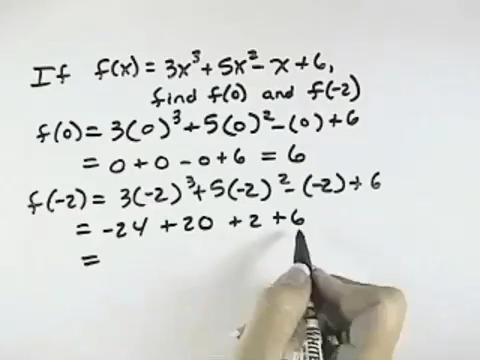 If f(x) = 3x³ + 5x² - x + 6,
find f(0) and f(-2)
f(0) = 3(0)³ + 5(0)² - (0) + 6
= 0 + 0 - 0 + 6 = 6
f(-2) = 3(-2)³ + 5(-2)² - (-2) + 6
= -24 + 20 + 2 + 6
=